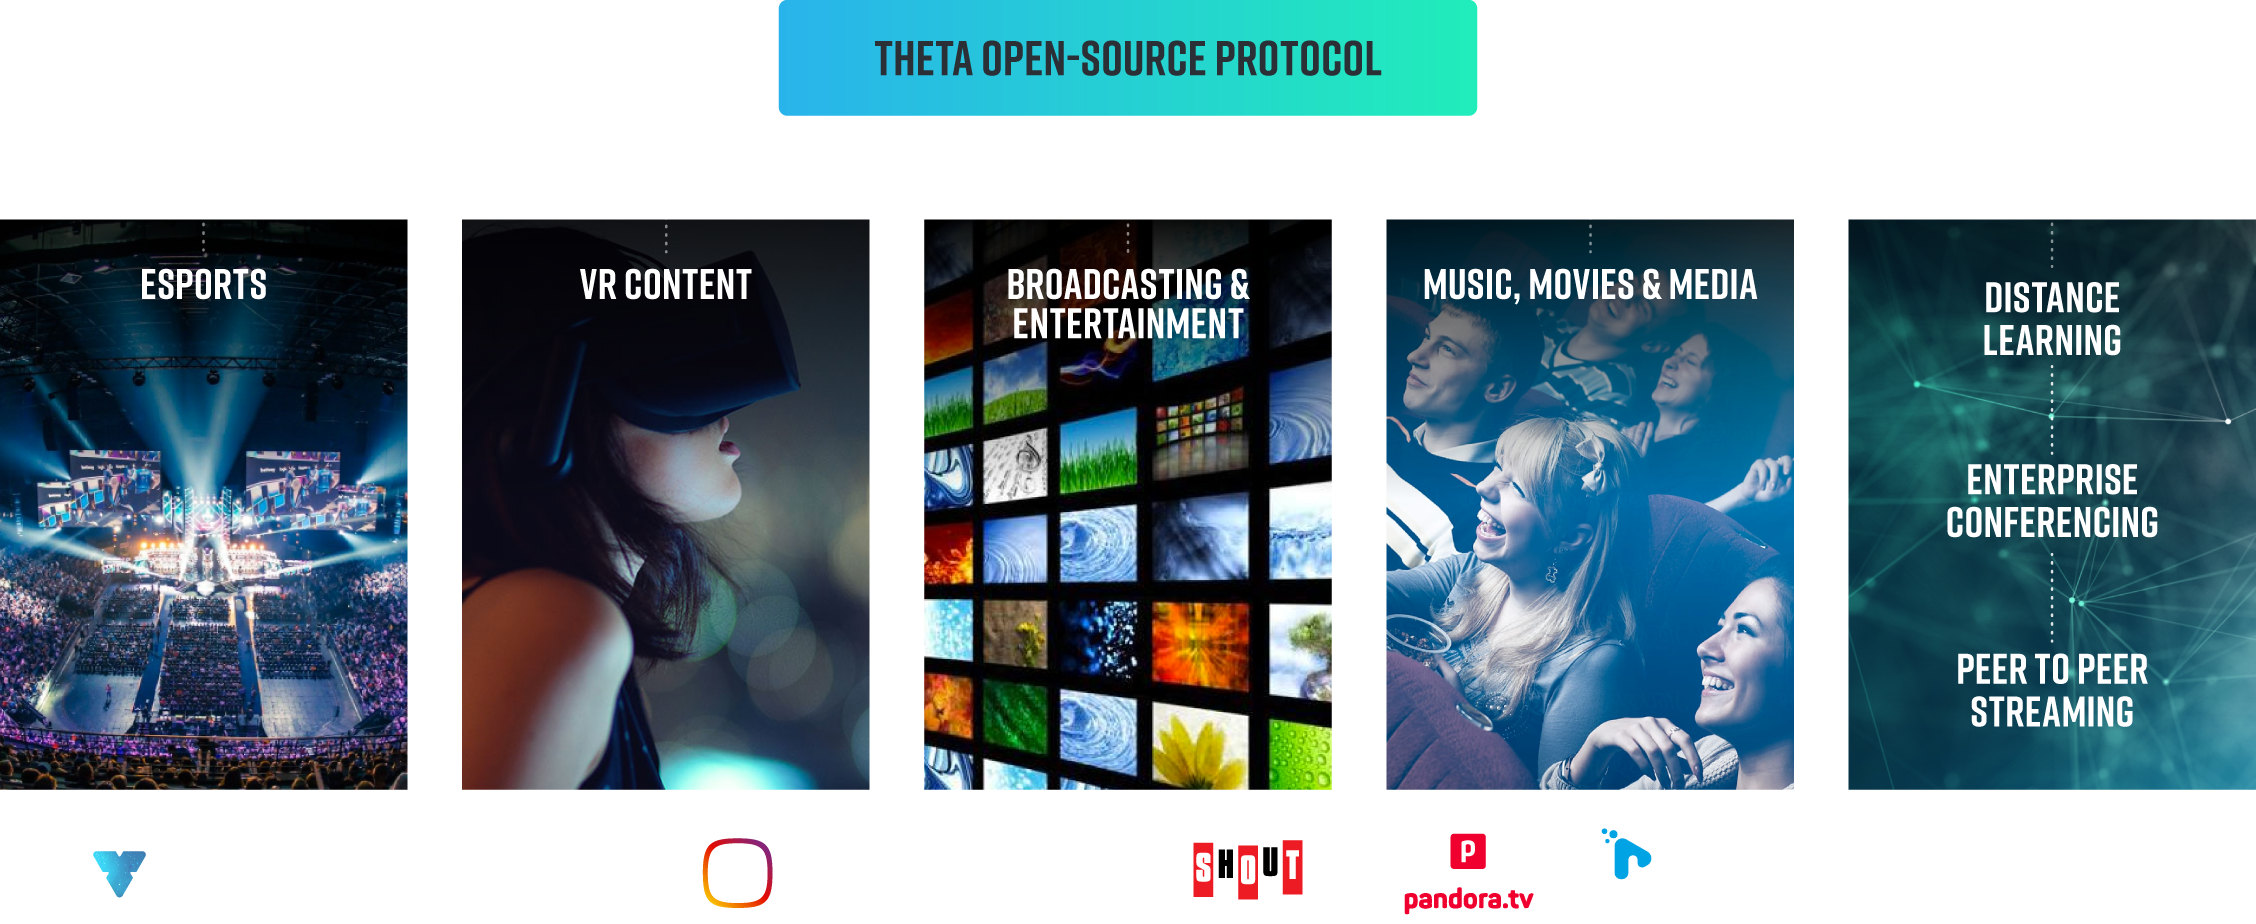 THETA OPEN-SOURCE PROTOCOL
ESPORTS
VR CONTENT
BROADCASTING &
ENTERTAINMENT
MUSIC, MOVIES & MEDIA
DISTANCE
LEARNING
ENTERPRISE
CONFERENCING
PEER TO PEER
STREAMING
SHOUT
P
pandora.tv